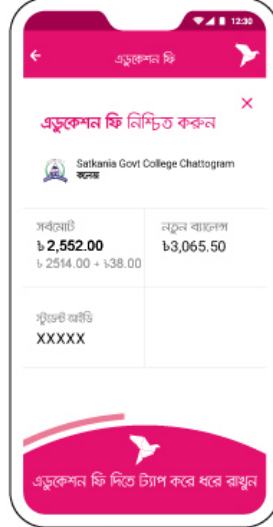 12:30
এডুকেশন ফি
এডুকেশন ফি নিশ্চিত করুন
Satkania Govt College Chattogram
কলেজ
সর্বমোট
৳ 2,552.00
৳ 2514.00 + ৳38.00
নতুন ব্যালেন্স
৳3,065.50
স্টুডেন্ট আইডি
XXXXX
এডুকেশন ফি দিতে ট্যাপ করে ধরে রাখুন